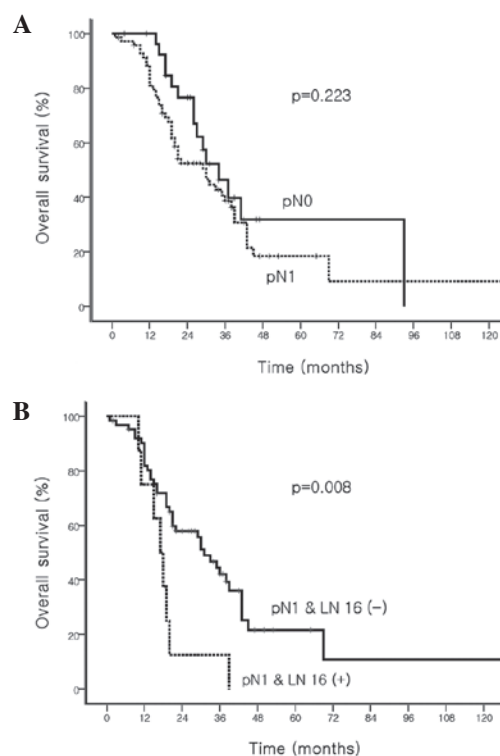 A
Overall survival (%)
100
80
60
40
20
0
p=0.223
pN0
pN1
0 12 24 36 48 60 72 84 96 108 120
Time (months)
B
Overall survival (%)
100
80
60
40
20
0
p=0.008
pN1 & LN 16 (−)
pN1 & LN 16 (+)
0 12 24 36 48 60 72 84 96 108 120
Time (months)